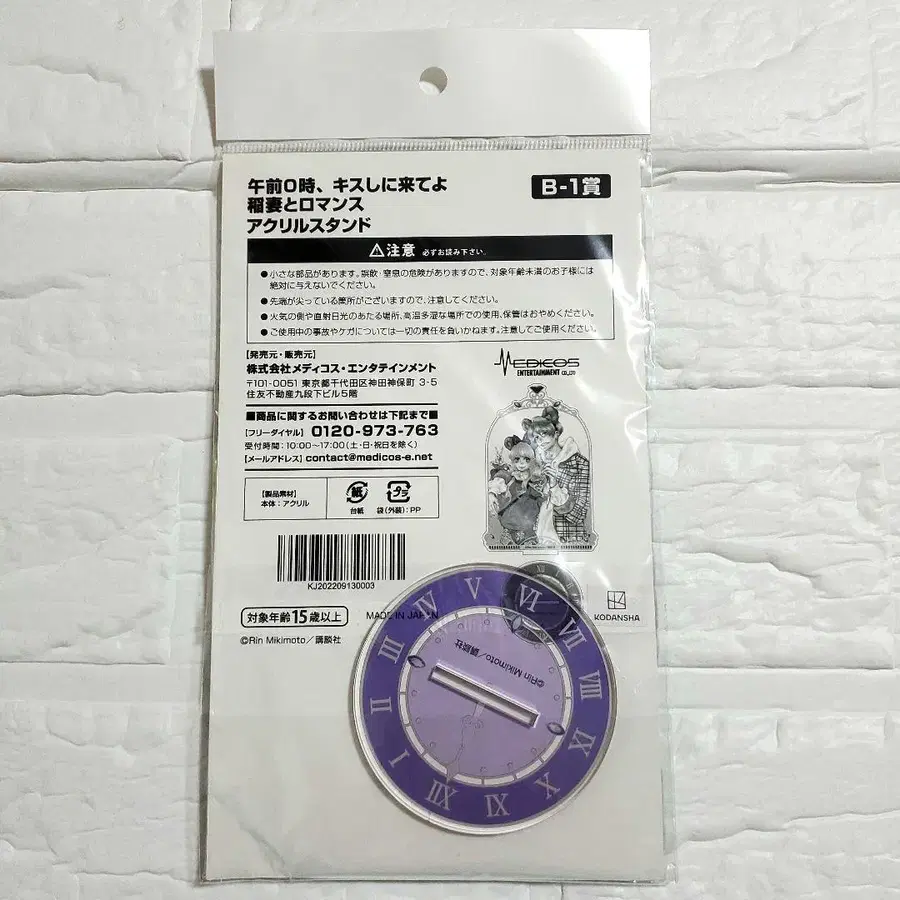 午前0時、キスしに来てよ
稲妻とロマンス
アクリルスタンド
B-1賞
⚠注意 必ずお読み下さい。
●小さな部品があります。誤飲・窒息の危険がありますので、対象年齢未満のお子様には
絶対に与えないでください。
●先端が尖っている箇所がございますので、注意してください。
●火気の側や直射日光のあたる場所、高温多湿な場所での使用、保管はおやめください。
●ご使用中の事故やケガについては一切の責任を負いかねます。注意してご使用ください。
【発売元・販売元】
株式会社メディコス・エンタテインメント
〒101-0051 東京都千代田区神田神保町 3-5
住友不動産九段下ビル5階
MEDICOS
ENTERTAINMENT CO.,LTD
■商品に関するお問い合わせは下記まで■
【フリーダイヤル】 0120-973-763
受付時間:10:00〜17:00(土・日・祝日を除く)
【メールアドレス】contact@medicos-e.net
【製品素材】
本体:アクリル
紙
台紙
プラ
袋(外装):PP
KJ202209130003
対象年齢15歳以上
MADE IN JAPAN
©Rin Mikimoto/講談社
KODANSHA
©Rin Mikimoto/講談社
I
II
III
IV
V
VI
VII
VIII
IX
X
IX
IIX